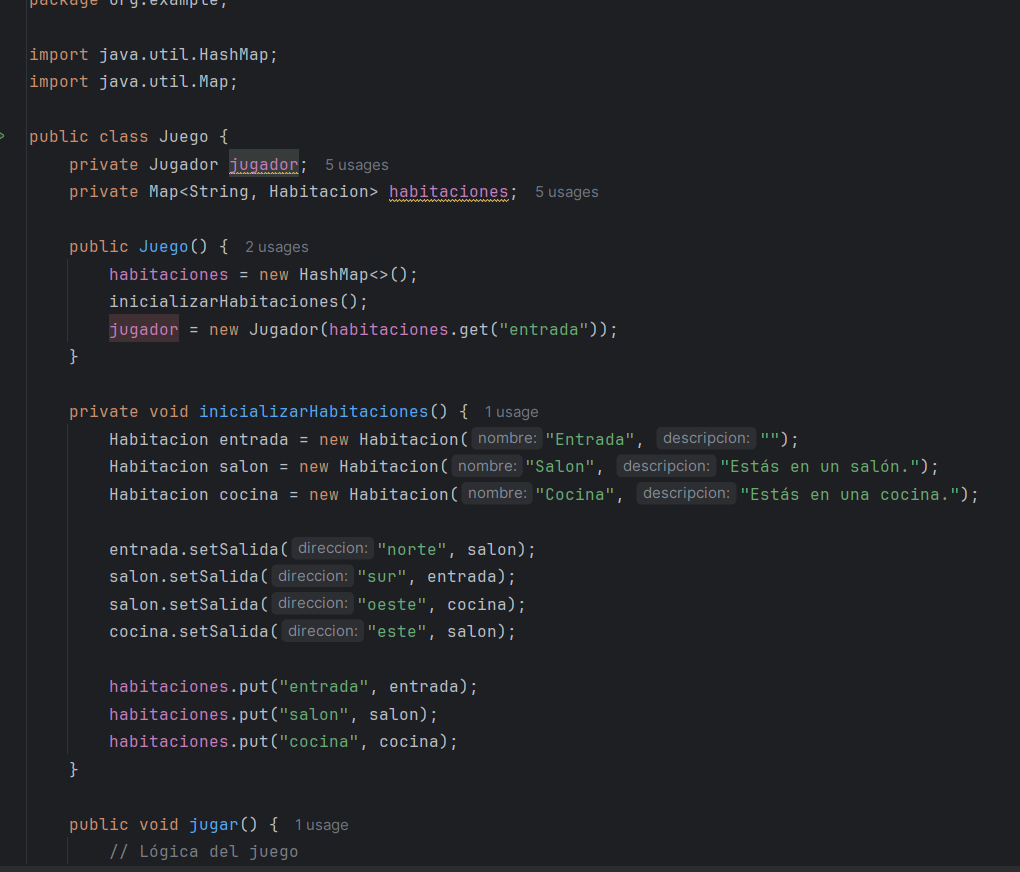 package org.example;
import java.util.HashMap;
import java.util.Map;
public class Juego {
private Jugador jugador; 5 usages
private Map<String, Habitacion> habitaciones; 5 usages
public Juego() { 2 usages
habitaciones = new HashMap<>();
inicializarHabitaciones();
jugador = new Jugador(habitaciones.get("entrada"));
}
private void inicializarHabitaciones() { 1 usage
Habitacion entrada = new Habitacion( nombre: "Entrada", descripcion: "");
Habitacion salon = new Habitacion( nombre: "Salon", descripcion: "Estás en un salón.");
Habitacion cocina = new Habitacion( nombre: "Cocina", descripcion: "Estás en una cocina.");
entrada.setSalida( direccion: "norte", salon);
salon.setSalida( direccion: "sur", entrada);
salon.setSalida( direccion: "oeste", cocina);
cocina.setSalida( direccion: "este", salon);
habitaciones.put("entrada", entrada);
habitaciones.put("salon", salon);
habitaciones.put("cocina", cocina);
}
public void jugar() { 1 usage
// Lógica del juego